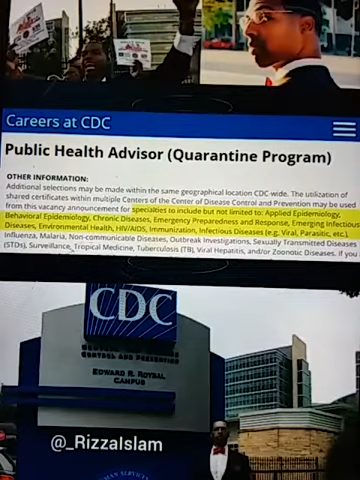 Careers at CDC
Public Health Advisor (Quarantine Program)
OTHER INFORMATION:
Additional selections may be made within the same geographical location CDC-wide. The utilization of
shared certificates within multiple Centers of the Center of Disease Control and Prevention may be used
from this vacancy announcement for specialties to include but not limited to: Applied Epidemiology,
Behavioral Epidemiology, Chronic Diseases, Emergency Preparedness and Response, Emerging Infectious
Diseases, Environmental Health, HIV/AIDS, Immunization, Infectious Diseases (e.g. Viral, Parasitic, etc.),
Influenza, Malaria, Non-communicable Diseases, Outbreak Investigations, Sexually Transmitted Diseases
(STDs), Surveillance, Tropical Medicine, Tuberculosis (TB), Viral Hepatitis, and/or Zoonotic Diseases. If you
CDC
CONTROL AND PREVENTION
EDWARD R. ROYBAL
CAMPUS
@_RizzaIslam